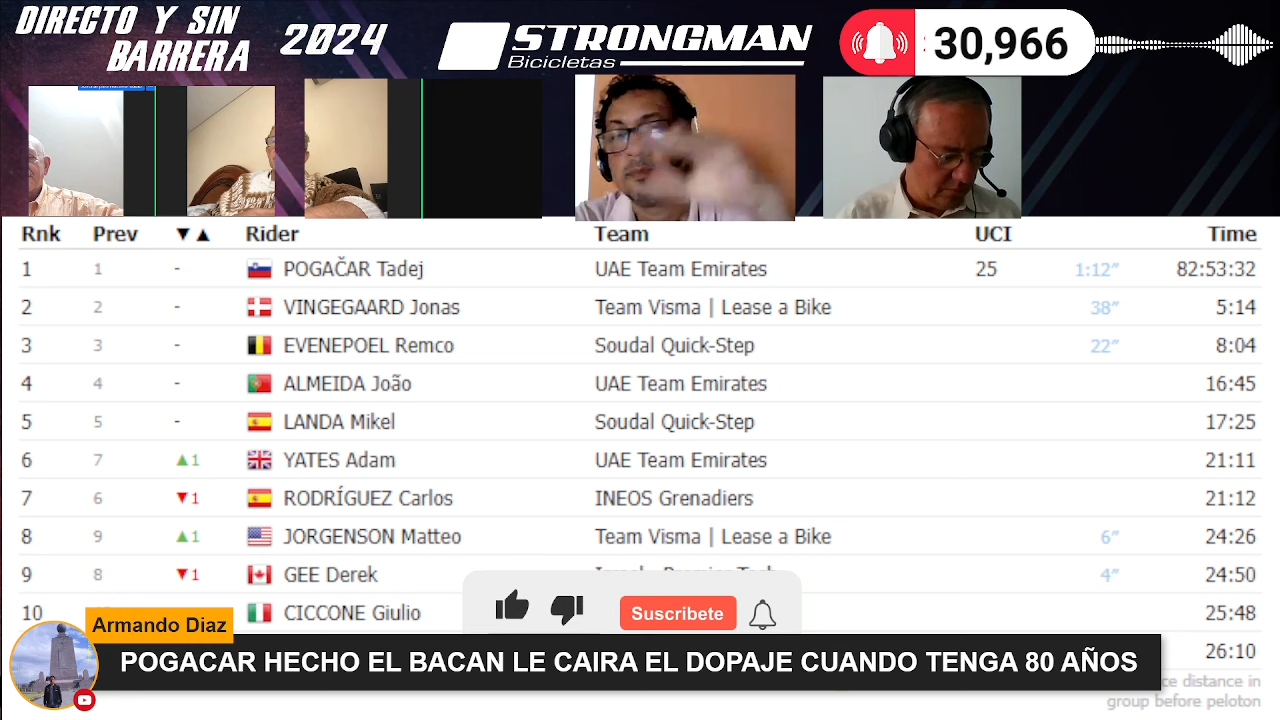 DIRECTO Y SIN
BARRERA
2024
STRONGMAN
Bicicletas
30,966
Rnk Prev ▼▲ Rider Team UCI Time
1 1 - POGAČAR Tadej UAE Team Emirates 25 1:12″ 82:53:32
2 2 - VINGEGAARD Jonas Team Visma | Lease a Bike 38″ 5:14
3 3 - EVENEPOEL Remco Soudal Quick-Step 22″ 8:04
4 4 - ALMEIDA João UAE Team Emirates 16:45
5 5 - LANDA Mikel Soudal Quick-Step 17:25
6 7 ▲1 YATES Adam UAE Team Emirates 21:11
7 6 ▼1 RODRÍGUEZ Carlos INEOS Grenadiers 21:12
8 9 ▲1 JORGENSON Matteo Team Visma | Lease a Bike 6″ 24:26
9 8 ▼1 GEE Derek 4″ 24:50
10 CICCONE Giulio 25:48
Suscribete
Armando Diaz
26:10
POGACAR HECHO EL BACAN LE CAIRA EL DOPAJE CUANDO TENGA 80 AÑOS
distance in
group before peloton